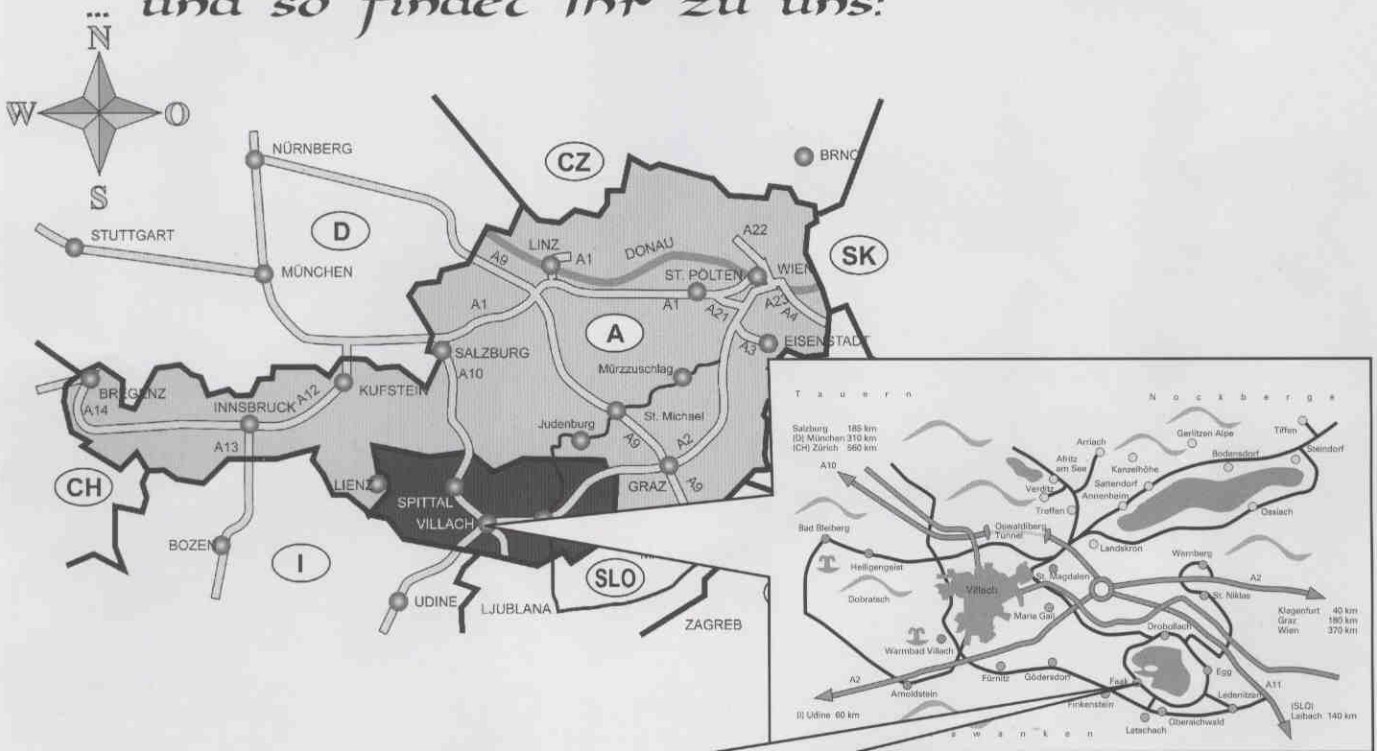 ... und so findet Ihr zu uns:
N
W
O
S
NÜRNBERG
CZ
BRNO
STUTTGART
D
MÜNCHEN
LINZ
A1
A9
DONAU
A22
ST. PÖLTEN
WIEN
SK
A1
A1
A21
A23
A4
A
A3
EISENSTADT
SALZBURG
A10
Mürzzuschlag
BREGENZ
A14
INNSBRUCK
A12
KUFSTEIN
A13
Judenburg
St. Michael
A9
A2
CH
LIENZ
SPITTAL
VILLACH
GRAZ
A9
BOZEN
I
UDINE
LJUBLANA
SLO
ZAGREB
Tauern
Nockberge
Salzburg 185 km
(D) München 310 km
(CH) Zürich 560 km
A10
Arriach
Gerlitzen Alpe
Tiffen
Steindorf
Afritz
am See
Kanzelhöhe
Bodensdorf
Verditz
Sattendorf
Annenheim
Treffen
Ossiach
Bad Bleiberg
Oswaldiberg
Tunnel
Landskron
Heiligengeist
Wernberg
Dobratsch
Villach
St. Magdalen
A2
St. Niklas
Maria Gail
Klagenfurt 40 km
Graz 180 km
Wien 370 km
Drobollach
Warmbad Villach
A2
Arnoldstein
Fürnitz
Gödersdorf
Faak
Egg
A11
Ledenitzen
Finkenstein
(I) Udine 60 km
Oberaichwald
Latschach
(SLO)
Laibach 140 km
awanken